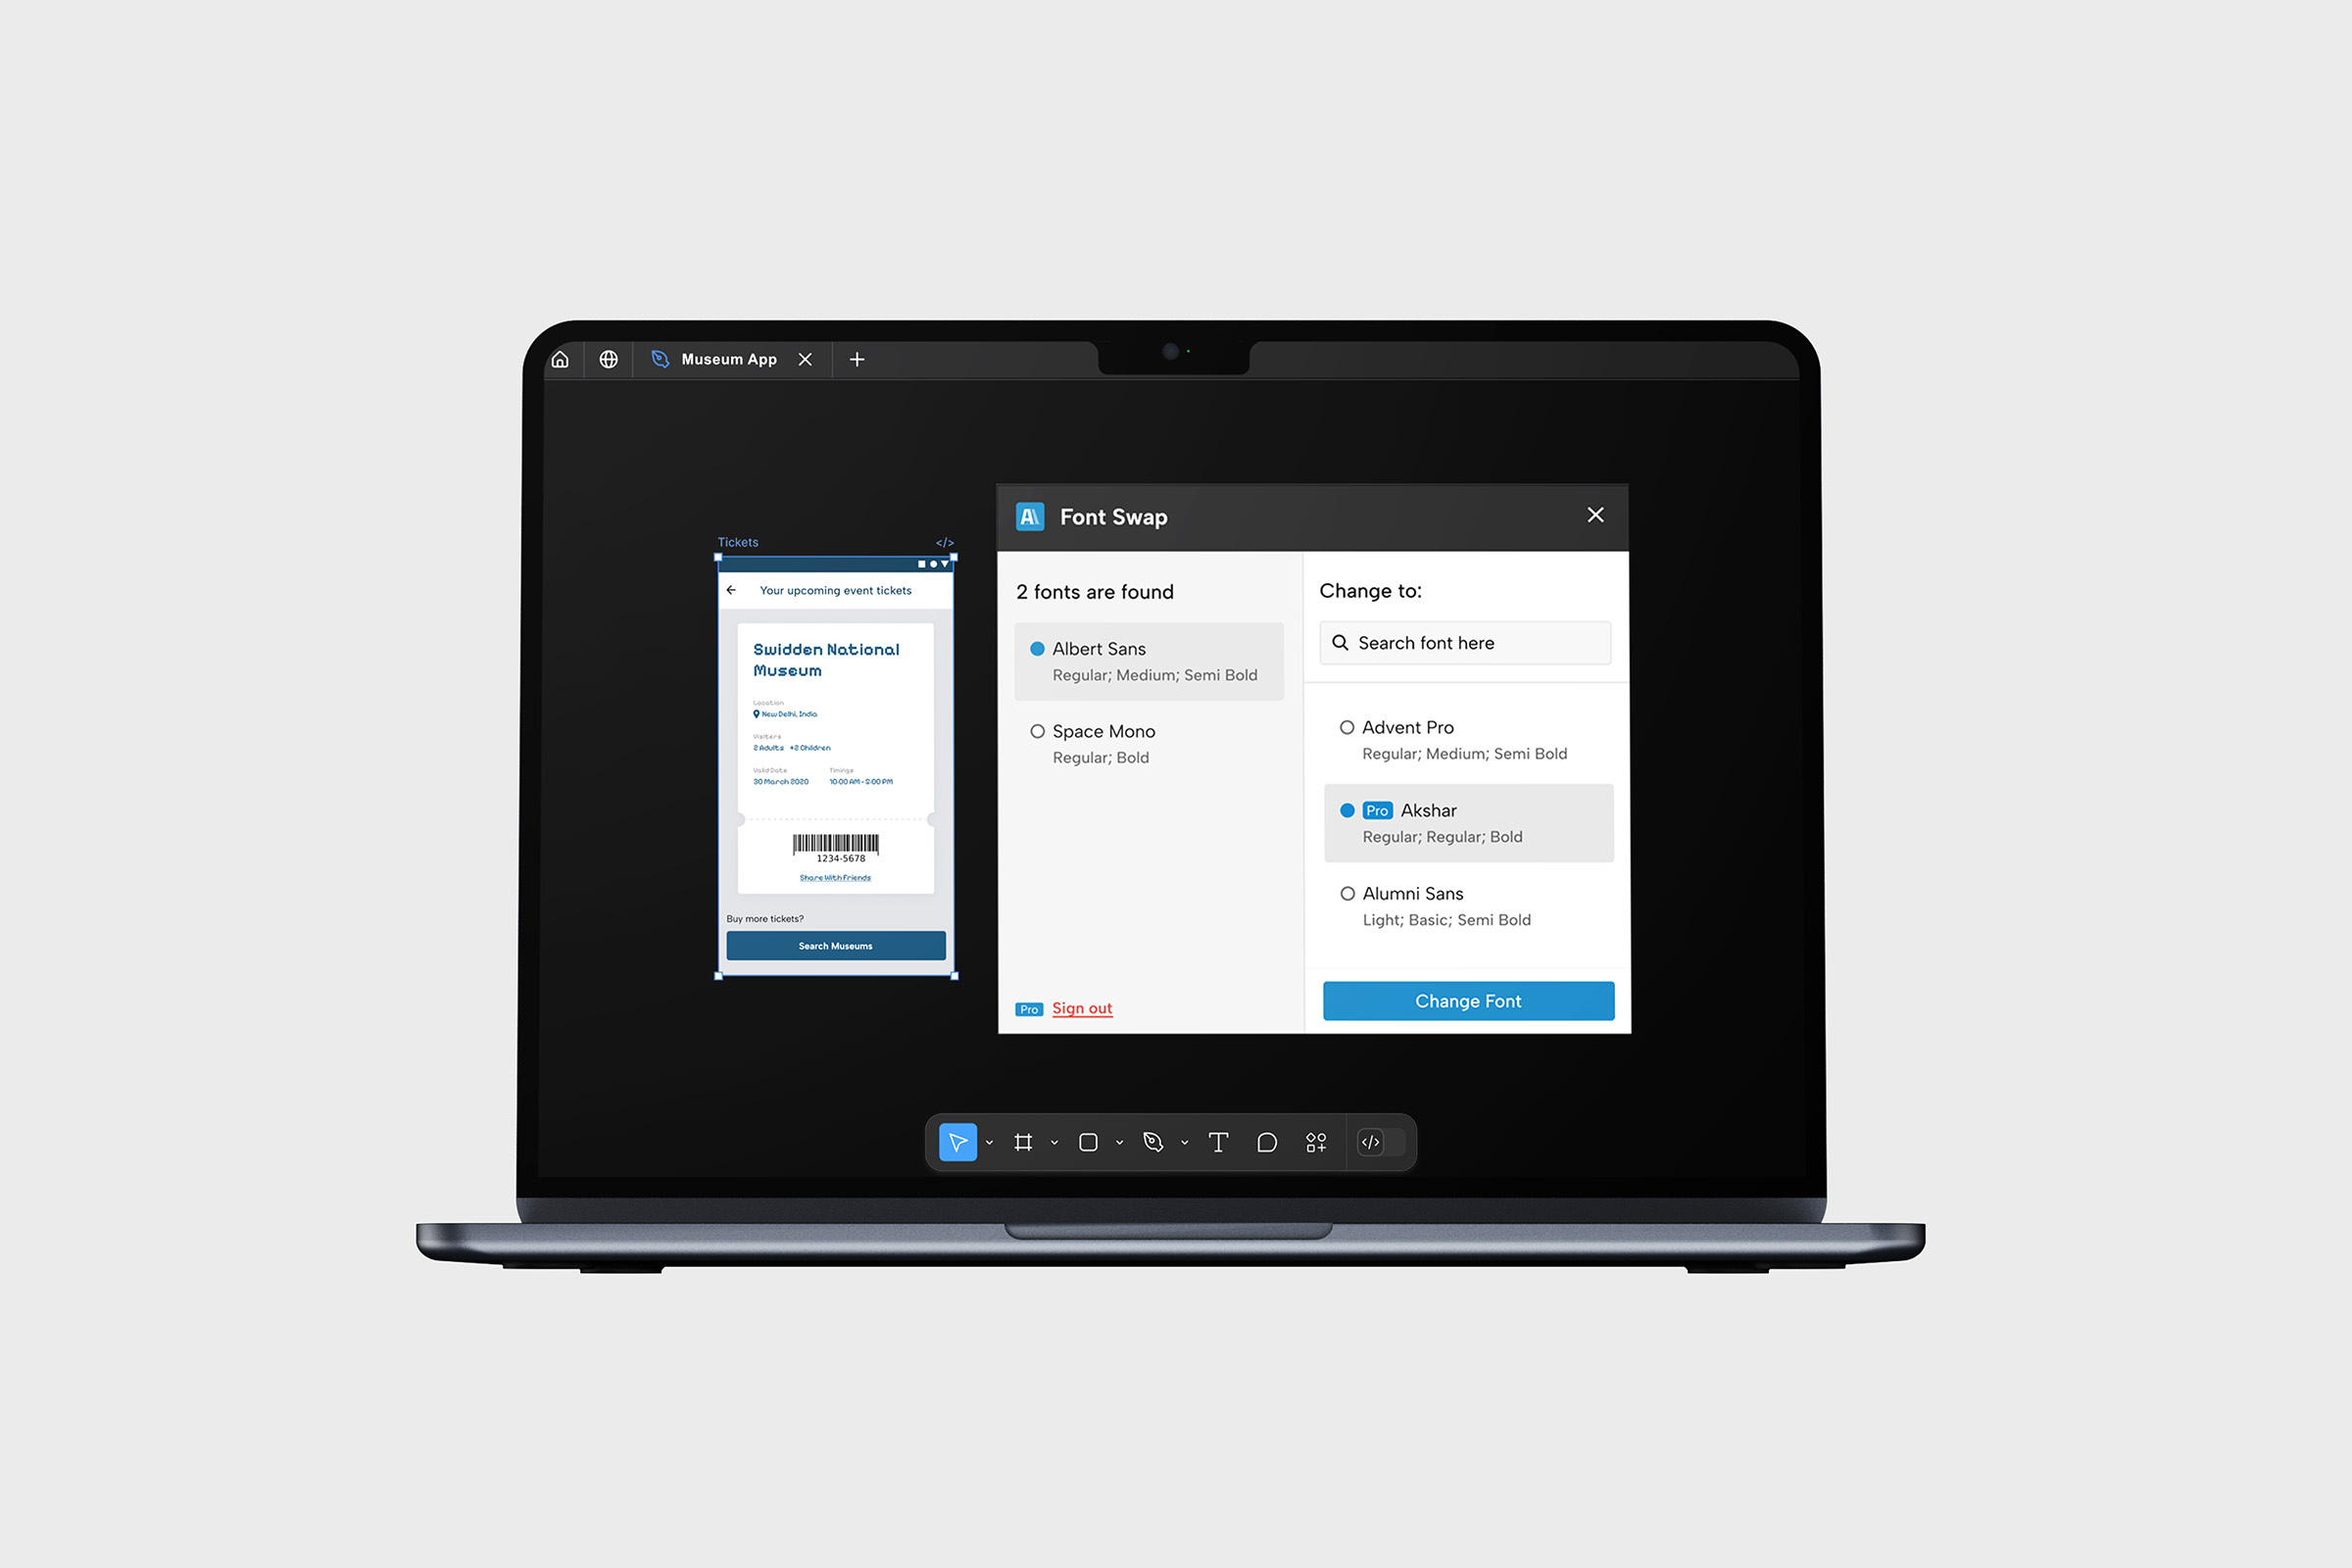 Museum App
Tickets
</>
Your upcoming event tickets
Swidden National
Museum
Location
New Delhi, India
Visiters
2 Adults +2 Children
Valid Date
Timings
30 March 2020
10:00 AM - 2:00 PM
1234-5678
Share With Friends
Buy more tickets?
Search Museums
Font Swap
2 fonts are found
Albert Sans
Regular; Medium; Semi Bold
Space Mono
Regular; Bold
Pro Sign out
Change to:
Search font here
Advent Pro
Regular; Medium; Semi Bold
Pro Akshar
Regular; Regular; Bold
Alumni Sans
Light; Basic; Semi Bold
Change Font
T
</>